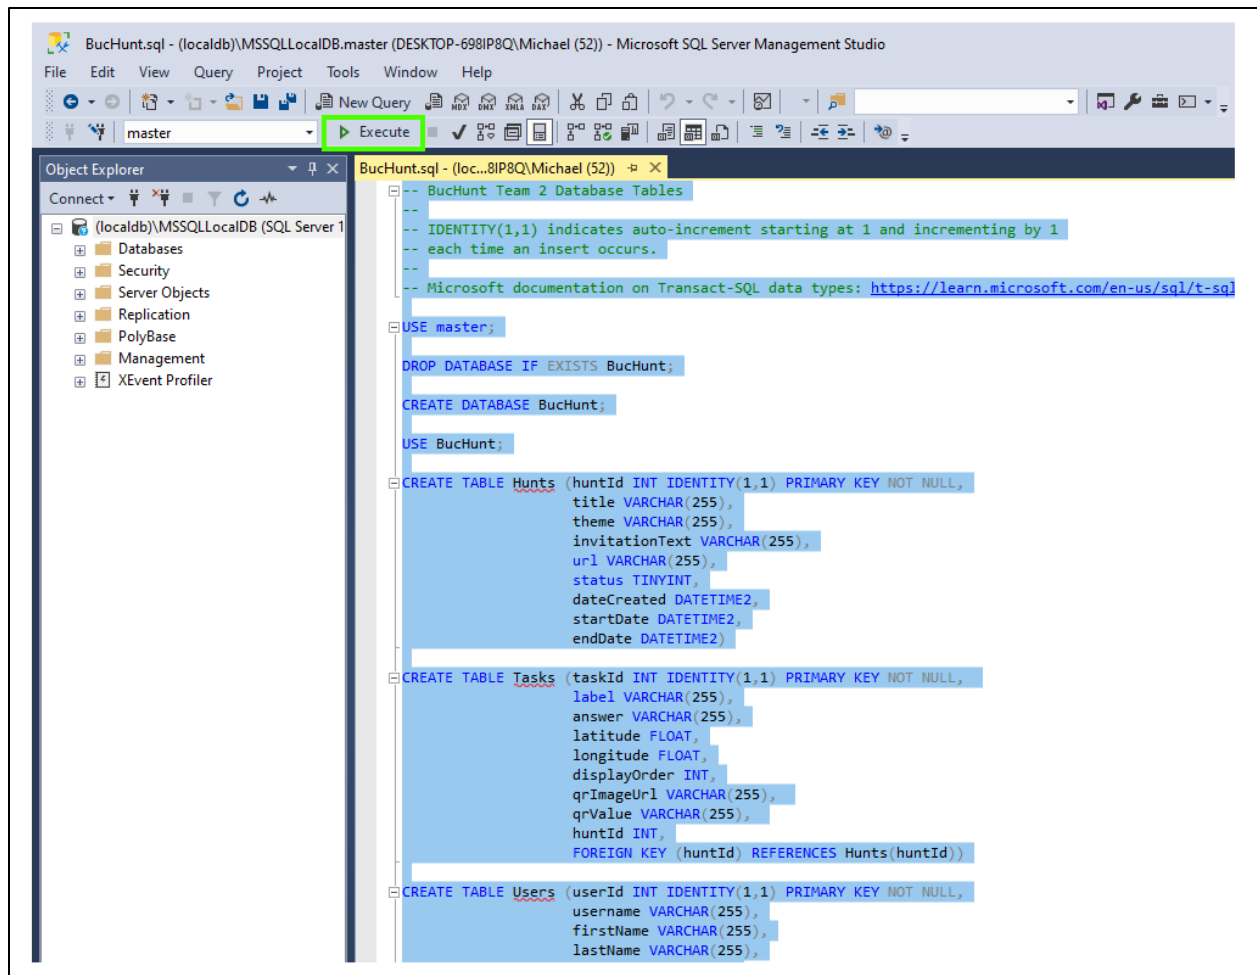 BucHunt.sql - (localdb)\MSSQLLocalDB.master (DESKTOP-698IP8Q\Michael (52)) - Microsoft SQL Server Management Studio
File Edit View Query Project Tools Window Help
New Query MDX DMX XMLA DAX
master Execute
Object Explorer
Connect
(localdb)\MSSQLLocalDB (SQL Server 1
Databases
Security
Server Objects
Replication
PolyBase
Management
XEvent Profiler
BucHunt.sql - (loc...8IP8Q\Michael (52))
-- BucHunt Team 2 Database Tables
--
-- IDENTITY(1,1) indicates auto-increment starting at 1 and incrementing by 1
-- each time an insert occurs.
--
-- Microsoft documentation on Transact-SQL data types: https://learn.microsoft.com/en-us/sql/t-sql
USE master;
DROP DATABASE IF EXISTS BucHunt;
CREATE DATABASE BucHunt;
USE BucHunt;
CREATE TABLE Hunts (huntId INT IDENTITY(1,1) PRIMARY KEY NOT NULL,
title VARCHAR(255),
theme VARCHAR(255),
invitationText VARCHAR(255),
url VARCHAR(255),
status TINYINT,
dateCreated DATETIME2,
startDate DATETIME2,
endDate DATETIME2)
CREATE TABLE Tasks (taskId INT IDENTITY(1,1) PRIMARY KEY NOT NULL,
label VARCHAR(255),
answer VARCHAR(255),
latitude FLOAT,
longitude FLOAT,
displayOrder INT,
qrImageUrl VARCHAR(255),
qrValue VARCHAR(255),
huntId INT,
FOREIGN KEY (huntId) REFERENCES Hunts(huntId))
CREATE TABLE Users (userId INT IDENTITY(1,1) PRIMARY KEY NOT NULL,
username VARCHAR(255),
firstName VARCHAR(255),
lastName VARCHAR(255),